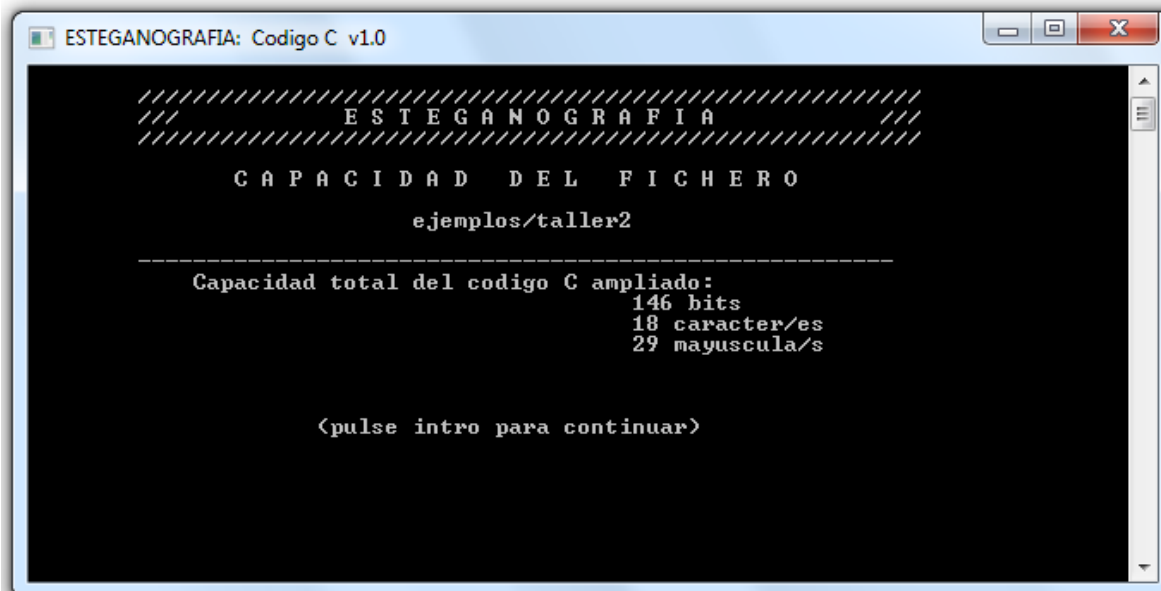 ESTEGANOGRAFIA: Codigo C v1.0
/////////////////////////////////////////////////////////
/// E S T E G A N O G R A F I A ///
/////////////////////////////////////////////////////////
C A P A C I D A D D E L F I C H E R O
ejemplos/taller2
_______________________________________________________
Capacidad total del codigo C ampliado:
146 bits
18 caracter/es
29 mayuscula/s
(pulse intro para continuar)